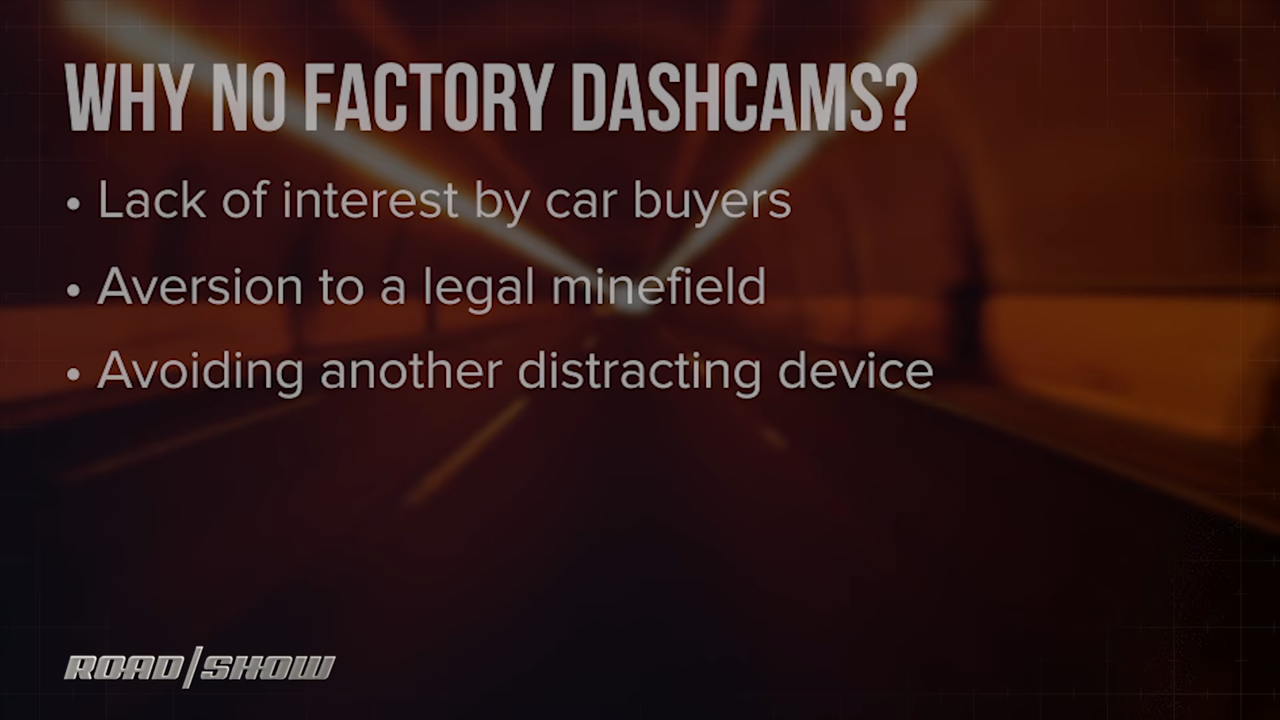 WHY NO FACTORY DASHCAMS?
• Lack of interest by car buyers
• Aversion to a legal minefield
• Avoiding another distracting device
ROAD/SHOW